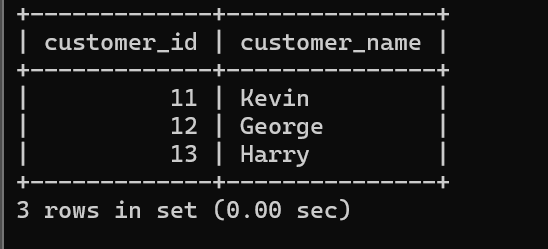 +-------------+---------------+
| customer_id | customer_name |
+-------------+---------------+
|          11 | Kevin         |
|          12 | George        |
|          13 | Harry         |
+-------------+---------------+
3 rows in set (0.00 sec)